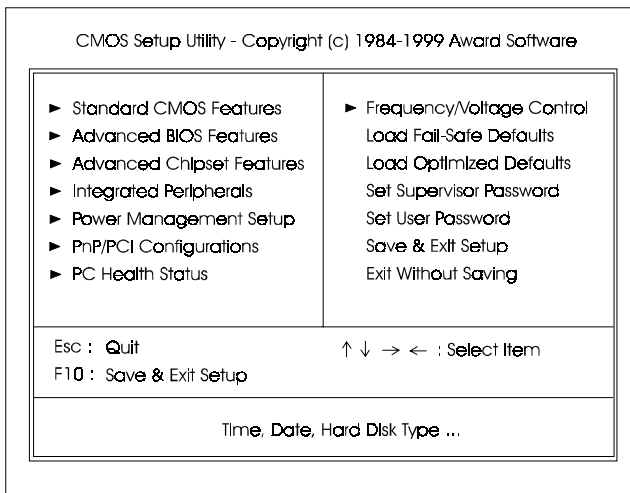 CMOS Setup Utility - Copyright (c) 1984-1999 Award Software
► Standard CMOS Features
► Advanced BIOS Features
► Advanced Chipset Features
► Integrated Peripherals
► Power Management Setup
► PnP/PCI Configurations
► PC Health Status
► Frequency/Voltage Control
Load Fail-Safe Defaults
Load Optimized Defaults
Set Supervisor Password
Set User Password
Save & Exit Setup
Exit Without Saving
Esc : Quit
F10 : Save & Exit Setup
↑ ↓ → ← : Select Item
Time, Date, Hard Disk Type ...